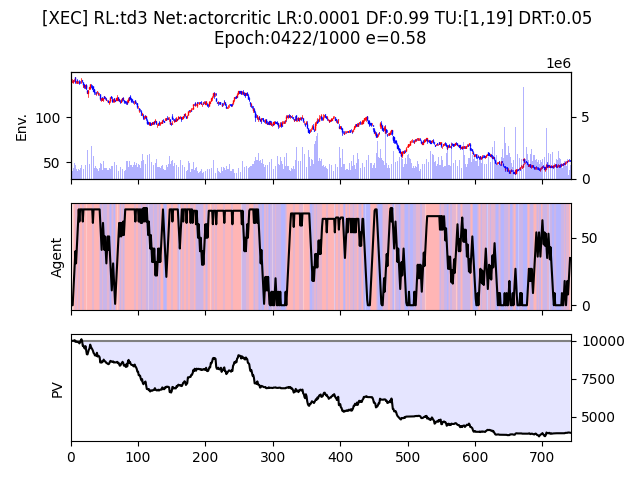 [XEC] RL:td3 Net:actorcritic LR:0.0001 DF:0.99 TU:[1,19] DRT:0.05
Epoch:0422/1000 e=0.58
1e6
Env.
100
50
5
0
Agent
50
0
PV
10000
7500
5000
0 100 200 300 400 500 600 700